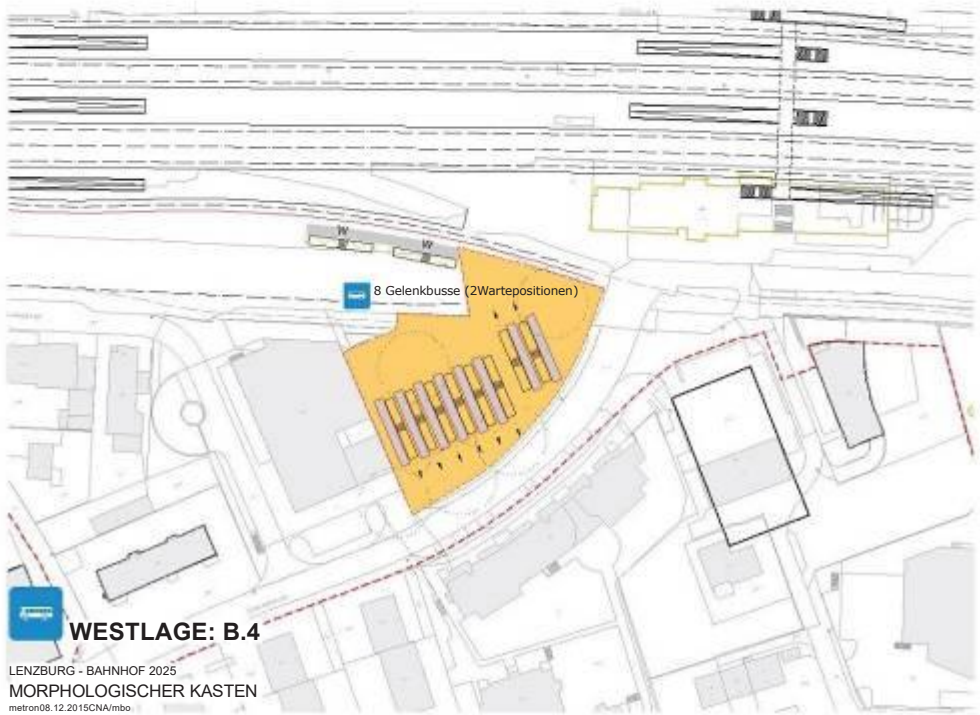 W
W
8 Gelenkbusse (2Wartepositionen)
WESTLAGE: B.4
LENZBURG - BAHNHOF 2025
MORPHOLOGISCHER KASTEN
metron08.12.2015CNA/mbo